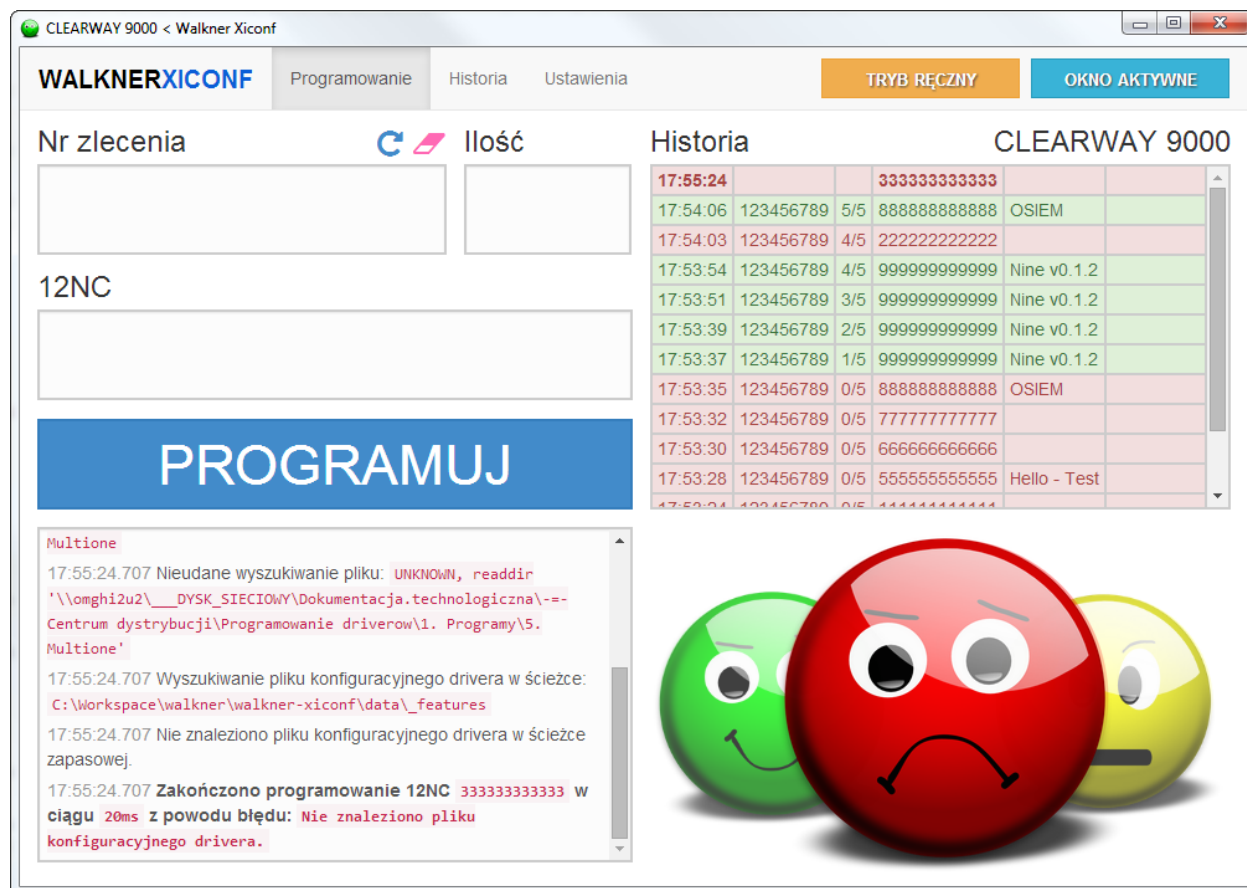 CLEARWAY 9000 < Walkner Xiconf
WALKNERXICONF Programowanie Historia Ustawienia TRYB RĘCZNY OKNO AKTYWNE
Nr zlecenia Ilość
12NC
PROGRAMUJ
Multione
17:55:24.707 Nieudane wyszukiwanie pliku: UNKNOWN, readdir
'\\omghi2u2\___DYSK_SIECIOWY\Dokumentacja.technologiczna\-=-
Centrum dystrybucji\Programowanie driverow\1. Programy\5.
Multione'
17:55:24.707 Wyszukiwanie pliku konfiguracyjnego drivera w ścieżce:
C:\Workspace\walkner\walkner-xiconf\data\_features
17:55:24.707 Nie znaleziono pliku konfiguracyjnego drivera w ścieżce
zapasowej.
17:55:24.707 Zakończono programowanie 12NC 333333333333 w
ciągu 20ms z powodu błędu: Nie znaleziono pliku
konfiguracyjnego drivera.
Historia CLEARWAY 9000
17:55:24 333333333333
17:54:06 123456789 5/5 888888888888 OSIEM
17:54:03 123456789 4/5 222222222222
17:53:54 123456789 4/5 999999999999 Nine v0.1.2
17:53:51 123456789 3/5 999999999999 Nine v0.1.2
17:53:39 123456789 2/5 999999999999 Nine v0.1.2
17:53:37 123456789 1/5 999999999999 Nine v0.1.2
17:53:35 123456789 0/5 888888888888 OSIEM
17:53:32 123456789 0/5 777777777777
17:53:30 123456789 0/5 666666666666
17:53:28 123456789 0/5 555555555555 Hello - Test
17:53:24 123456789 0/5 111111111111